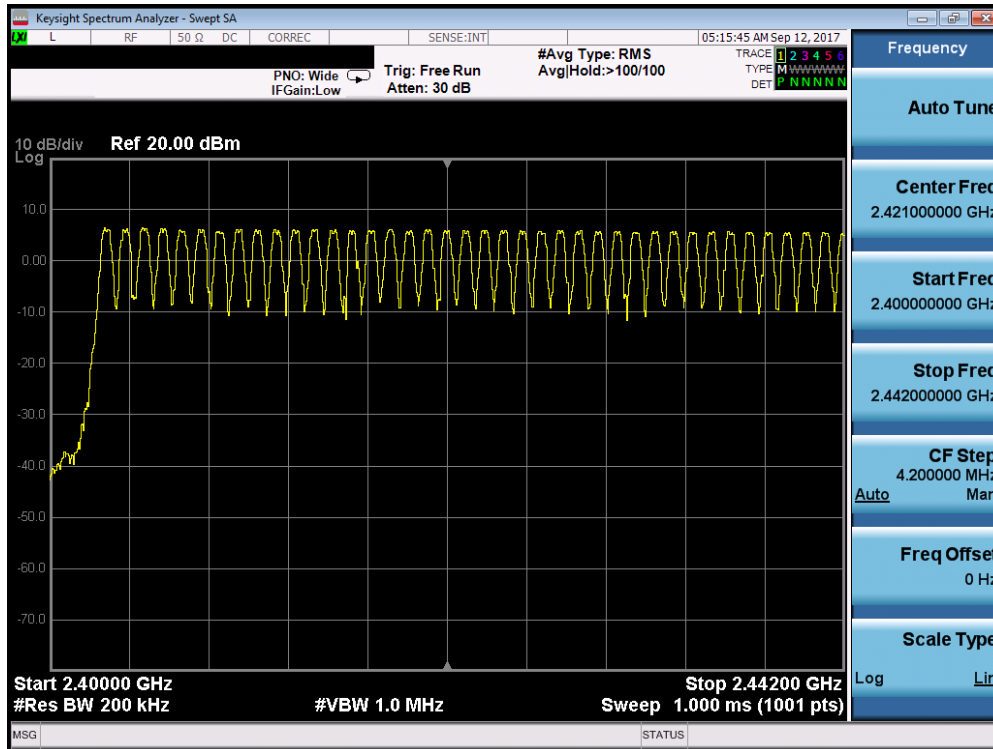 Keysight Spectrum Analyzer - Swept SA
LXI L RF 50 Ω DC CORREC SENSE:INT 05:15:45 AM Sep 12, 2017
PNO: Wide
IFGain:Low
Trig: Free Run
Atten: 30 dB
#Avg Type: RMS
Avg|Hold:>100/100
TRACE 1 2 3 4 5 6
TYPE M WWWWW
DET P N N N N N
10 dB/div Ref 20.00 dBm
Log
10.0
0.00
-10.0
-20.0
-30.0
-40.0
-50.0
-60.0
-70.0
Start 2.40000 GHz Stop 2.44200 GHz
#Res BW 200 kHz #VBW 1.0 MHz Sweep 1.000 ms (1001 pts)
MSG STATUS
Frequency
Auto Tune
Center Freq
2.421000000 GHz
Start Freq
2.400000000 GHz
Stop Freq
2.442000000 GHz
CF Step
4.200000 MHz
Auto Man
Freq Offset
0 Hz
Scale Type
Log Lin